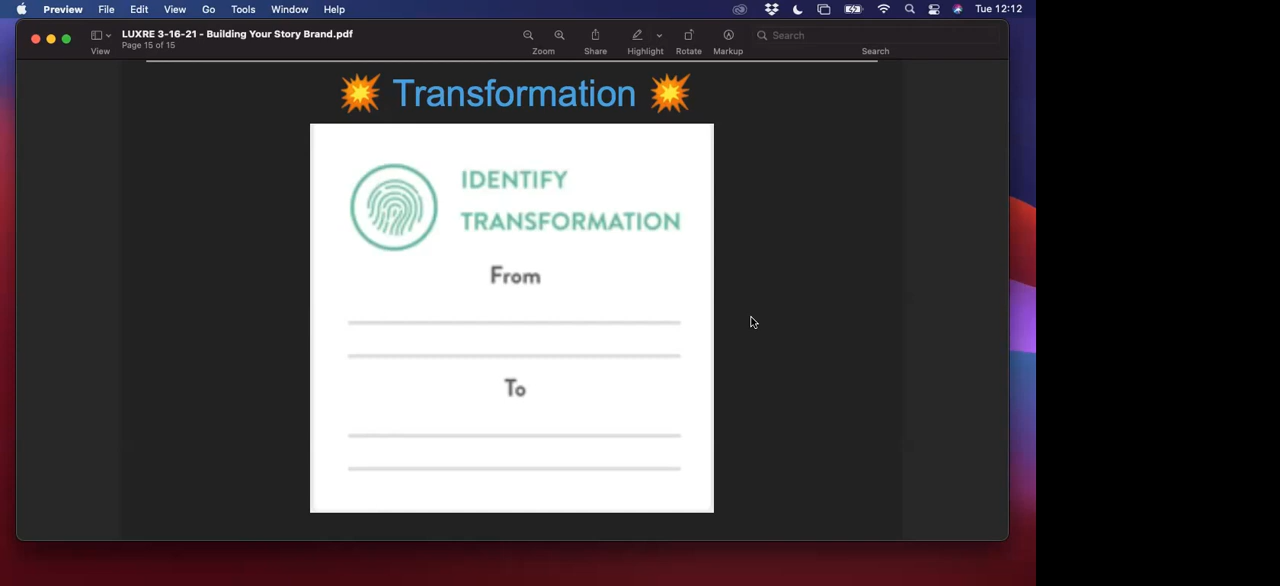 Preview File Edit View Go Tools Window Help Tue 12:12
LUXRE 3-16-21 - Building Your Story Brand.pdf
Page 15 of 15
Search
View Zoom Share Highlight Rotate Markup Search
💥 Transformation 💥
IDENTIFY
TRANSFORMATION
From
To